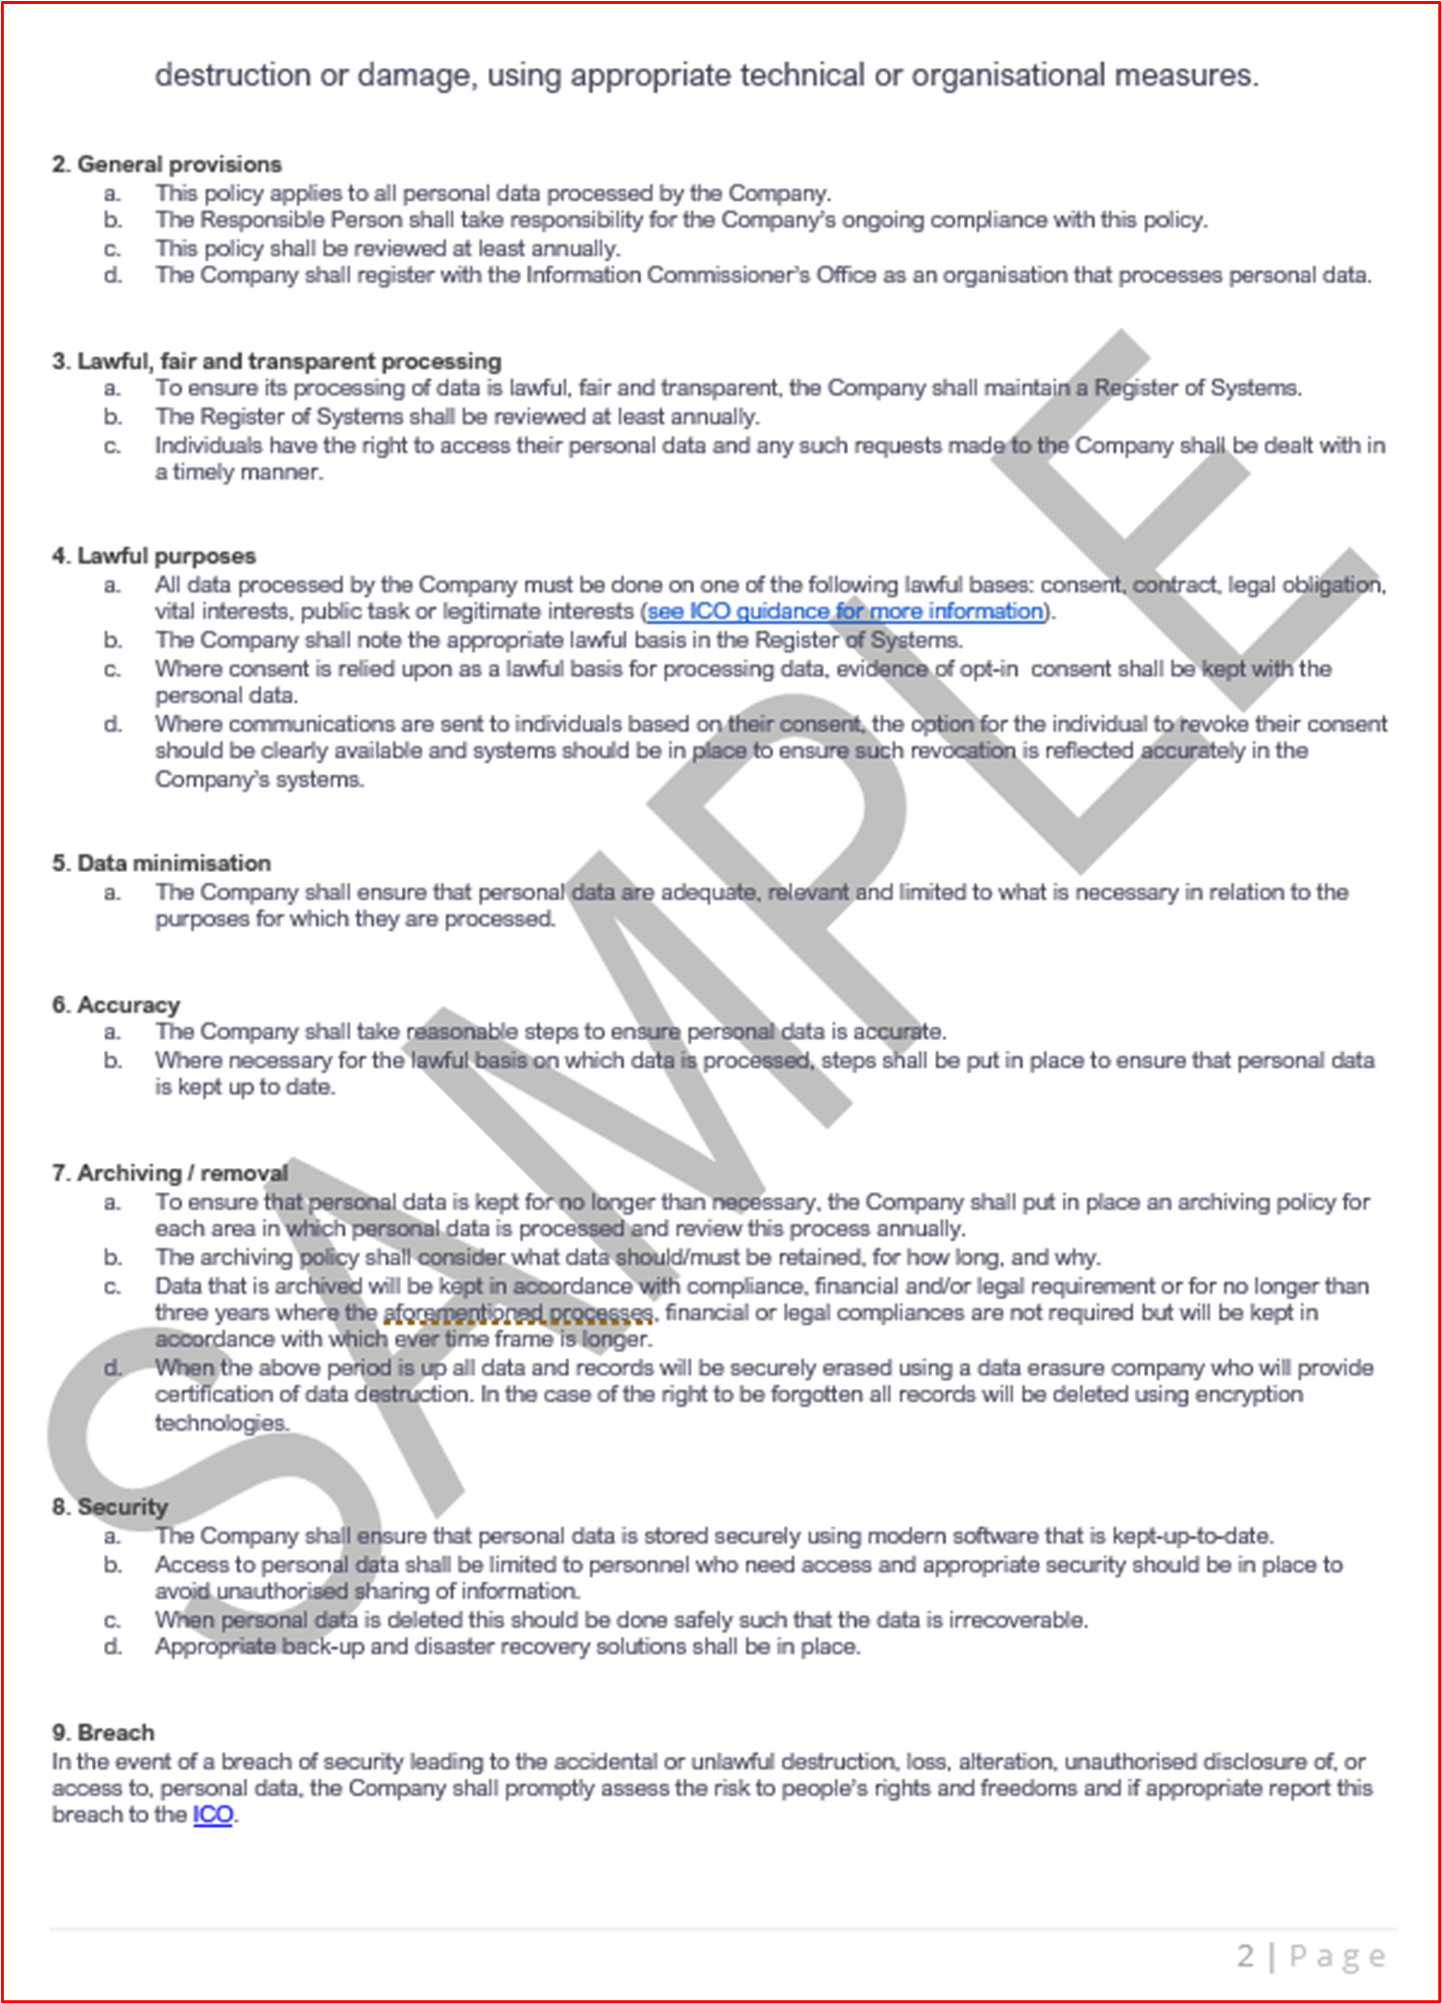 destruction or damage, using appropriate technical or organisational measures.
2. General provisions
a. This policy applies to all personal data processed by the Company.
b. The Responsible Person shall take responsibility for the Company's ongoing compliance with this policy.
c. This policy shall be reviewed at least annually.
d. The Company shall register with the Information Commissioner's Office as an organisation that processes personal data.
3. Lawful, fair and transparent processing
a. To ensure its processing of data is lawful, fair and transparent, the Company shall maintain a Register of Systems.
b. The Register of Systems shall be reviewed at least annually.
c. Individuals have the right to access their personal data and any such requests made to the Company shall be dealt with in
a timely manner.
4. Lawful purposes
a. All data processed by the Company must be done on one of the following lawful bases: consent, contract, legal obligation,
vital interests, public task or legitimate interests (see ICO guidance for more information).
b. The Company shall note the appropriate lawful basis in the Register of Systems.
c. Where consent is relied upon as a lawful basis for processing data, evidence of opt-in consent shall be kept with the
personal data.
d. Where communications are sent to individuals based on their consent, the option for the individual to revoke their consent
should be clearly available and systems should be in place to ensure such revocation is reflected accurately in the
Company's systems.
5. Data minimisation
a. The Company shall ensure that personal data are adequate, relevant and limited to what is necessary in relation to the
purposes for which they are processed.
6. Accuracy
a. The Company shall take reasonable steps to ensure personal data is accurate.
b. Where necessary for the lawful basis on which data is processed, steps shall be put in place to ensure that personal data
is kept up to date.
7. Archiving / removal
a. To ensure that personal data is kept for no longer than necessary, the Company shall put in place an archiving policy for
each area in which personal data is processed and review this process annually.
b. The archiving policy shall consider what data should/must be retained, for how long, and why.
c. Data that is archived will be kept in accordance with compliance, financial and/or legal requirement or for no longer than
three years where the aforementioned processes, financial or legal compliances are not required but will be kept in
accordance with which ever time frame is longer.
d. When the above period is up all data and records will be securely erased using a data erasure company who will provide
certification of data destruction. In the case of the right to be forgotten all records will be deleted using encryption
technologies.
8. Security
a. The Company shall ensure that personal data is stored securely using modern software that is kept-up-to-date.
b. Access to personal data shall be limited to personnel who need access and appropriate security should be in place to
avoid unauthorised sharing of information.
c. When personal data is deleted this should be done safely such that the data is irrecoverable.
d. Appropriate back-up and disaster recovery solutions shall be in place.
9. Breach
In the event of a breach of security leading to the accidental or unlawful destruction, loss, alteration, unauthorised disclosure of, or
access to, personal data, the Company shall promptly assess the risk to people's rights and freedoms and if appropriate report this
breach to the ICO.
2 | Page
SAMPLE